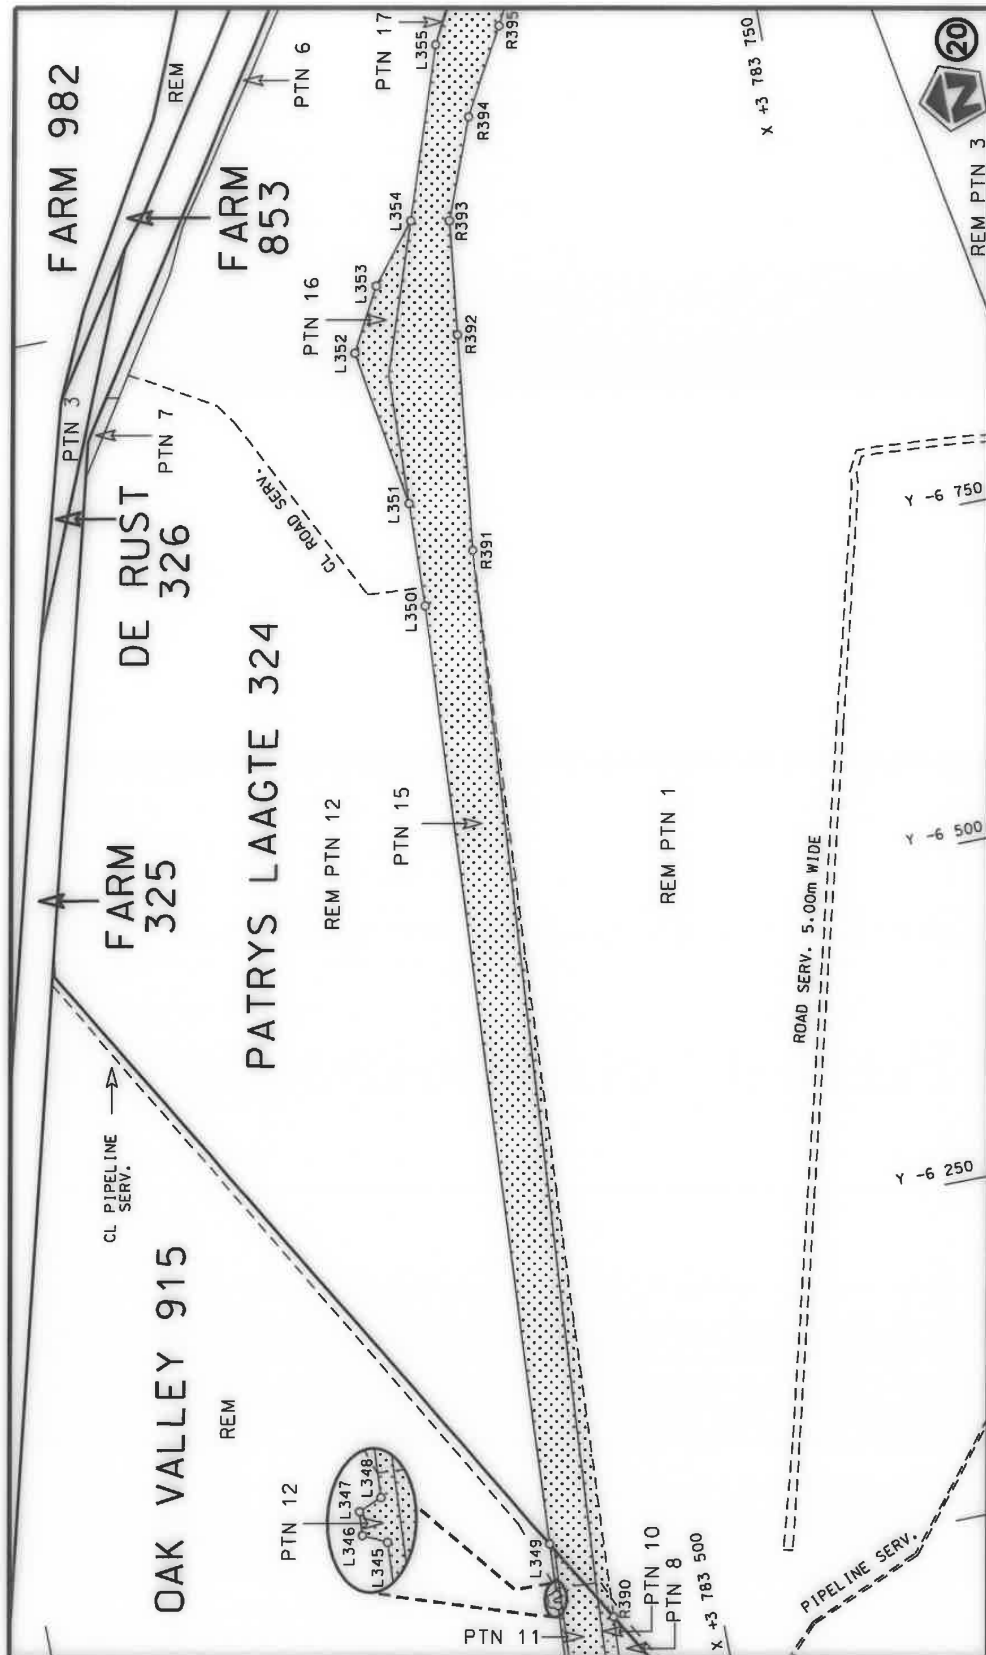 FARM 982
REM
PTN 6
PTN 17
L355
R395
X +3 783 750
20
N
REM PTN 3
FARM
853
R394
L354
R393
L353
PTN 16
L352
R392
PTN 3
PTN 7
CL ROAD SERV.
L351
Y -6 750
DE RUST
326
R391
L350
PATRYS LAAGTE 324
FARM
325
REM PTN 12
PTN 15
REM PTN 1
ROAD SERV. 5.00m WIDE
Y -6 500
CL PIPELINE
SERV.
Y -6 250
OAK VALLEY 915
REM
PTN 12
L346
L347
L345
L348
L349
R390
PTN 11
PTN 10
PTN 8
X +3 783 500
PIPELINE SERV.